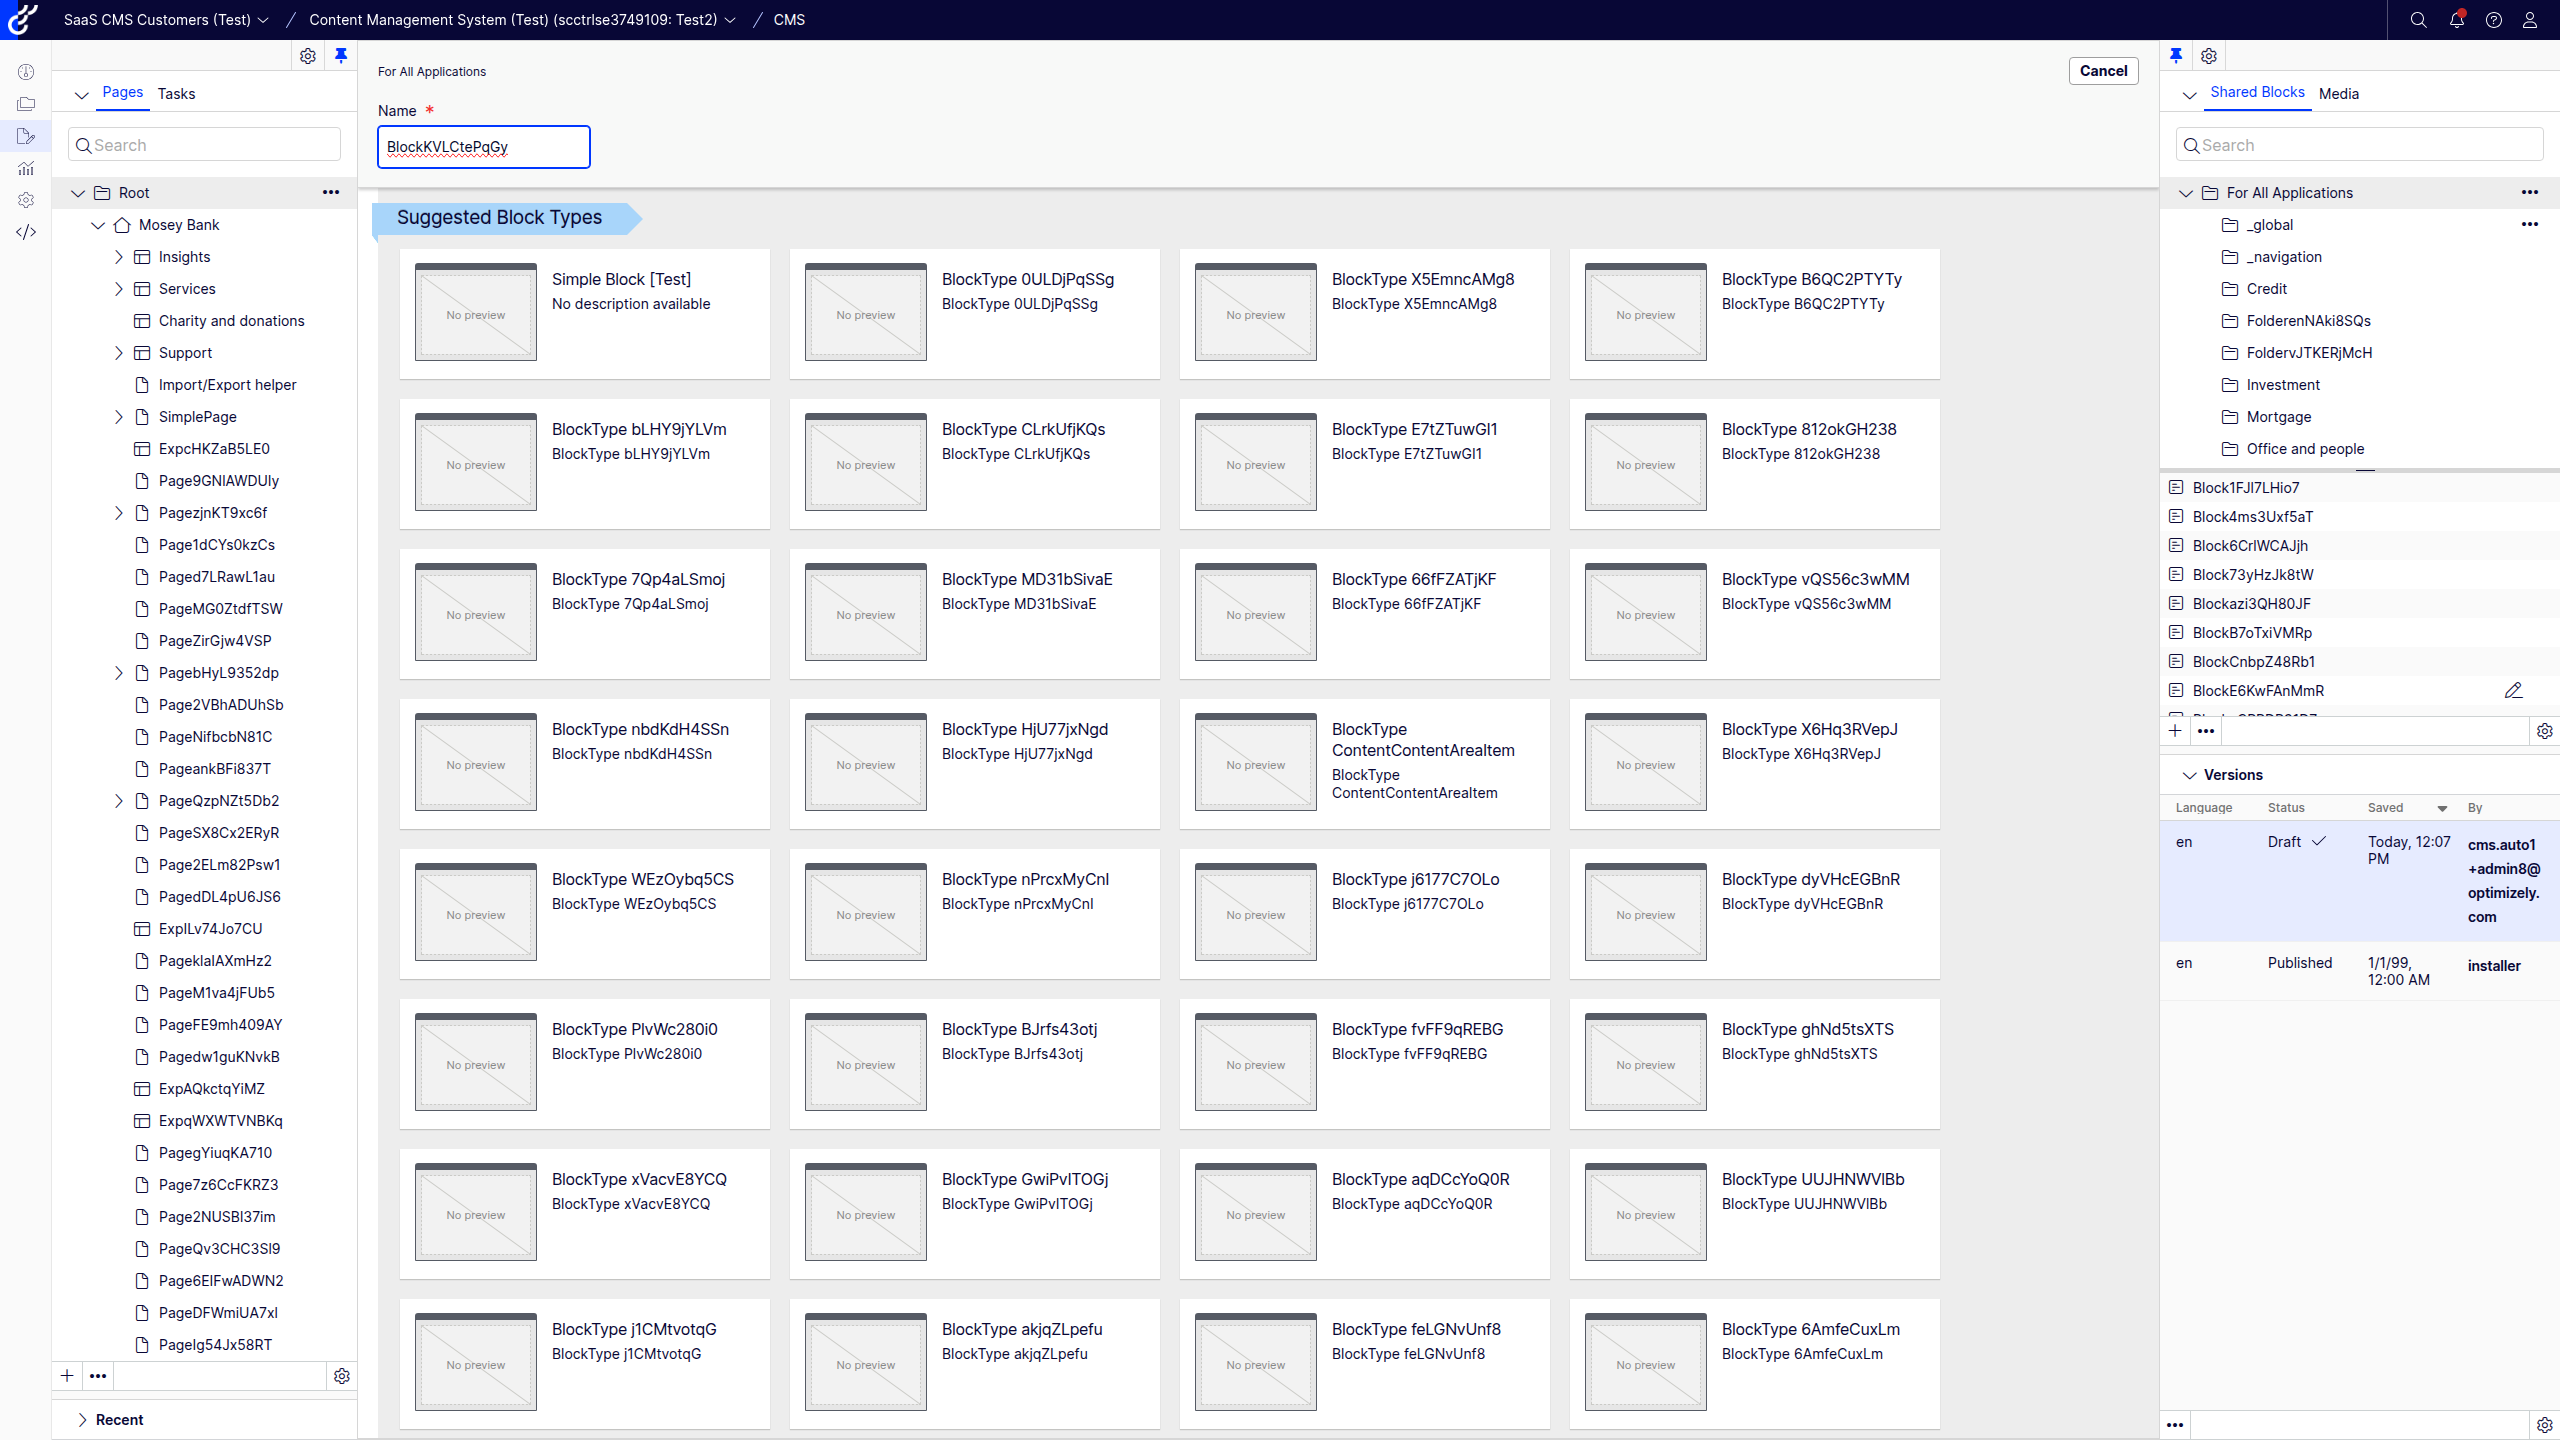 SaaS CMS Customers (Test)
Content Management System (Test) (scctrlse3749109: Test2)
CMS
Pages
Tasks
Search
Root
Mosey Bank
Insights
Services
Charity and donations
Support
Import/Export helper
SimplePage
ExpcHKZaB5LE0
Page9GNIAWDUIy
PagezjnKT9xc6f
Page1dCYs0kzCs
Paged7LRawL1au
PageMG0ZtdfTSW
PageZirGjw4VSP
PagebHyL9352dp
Page2VBhADUhSb
PageNifbcbN81C
PageankBFi837T
PageQzpNZt5Db2
PageSX8Cx2ERyR
Page2ELm82Psw1
PagedDL4pU6JS6
ExpILv74Jo7CU
PagekIaIAXmHz2
PageM1va4jFUb5
PageFE9mh409AY
Pagedw1guKNvkB
ExpAQkctqYiMZ
ExpqWXWTVNBKq
PagegYiuqKA710
Page7z6CcFKRZ3
Page2NUSBI37im
PageQv3CHC3SI9
Page6EIFwADWN2
PageDFWmiUA7xI
PageIg54Jx58RT
Recent
For All Applications
Cancel
Name *
BlockKVLCtePqGy
Suggested Block Types
No preview
Simple Block [Test]
No description available
No preview
BlockType 0ULDjPqSSg
BlockType 0ULDjPqSSg
No preview
BlockType X5EmncAMg8
BlockType X5EmncAMg8
No preview
BlockType B6QC2PTYTy
BlockType B6QC2PTYTy
No preview
BlockType bLHY9jYLVm
BlockType bLHY9jYLVm
No preview
BlockType CLrkUfjKQs
BlockType CLrkUfjKQs
No preview
BlockType E7tZTuwGI1
BlockType E7tZTuwGI1
No preview
BlockType 812okGH238
BlockType 812okGH238
No preview
BlockType 7Qp4aLSmoj
BlockType 7Qp4aLSmoj
No preview
BlockType MD31bSivaE
BlockType MD31bSivaE
No preview
BlockType 66fFZATjKF
BlockType 66fFZATjKF
No preview
BlockType vQS56c3wMM
BlockType vQS56c3wMM
No preview
BlockType nbdKdH4SSn
BlockType nbdKdH4SSn
No preview
BlockType HjU77jxNgd
BlockType HjU77jxNgd
No preview
BlockType
ContentContentAreaItem
BlockType
ContentContentAreaItem
No preview
BlockType X6Hq3RVepJ
BlockType X6Hq3RVepJ
No preview
BlockType WEzOybq5CS
BlockType WEzOybq5CS
No preview
BlockType nPrcxMyCnI
BlockType nPrcxMyCnI
No preview
BlockType j6177C7OLo
BlockType j6177C7OLo
No preview
BlockType dyVHcEGBnR
BlockType dyVHcEGBnR
No preview
BlockType PIvWc280i0
BlockType PIvWc280i0
No preview
BlockType BJrfs43otj
BlockType BJrfs43otj
No preview
BlockType fvFF9qREBG
BlockType fvFF9qREBG
No preview
BlockType ghNd5tsXTS
BlockType ghNd5tsXTS
No preview
BlockType xVacvE8YCQ
BlockType xVacvE8YCQ
No preview
BlockType GwiPvITOGj
BlockType GwiPvITOGj
No preview
BlockType aqDCcYoQ0R
BlockType aqDCcYoQ0R
No preview
BlockType UUJHNWVIBb
BlockType UUJHNWVIBb
No preview
BlockType j1CMtvotqG
BlockType j1CMtvotqG
No preview
BlockType akjqZLpefu
BlockType akjqZLpefu
No preview
BlockType feLGNvUnf8
BlockType feLGNvUnf8
No preview
BlockType 6AmfeCuxLm
BlockType 6AmfeCuxLm
Shared Blocks
Media
Search
For All Applications
_global
_navigation
Credit
FolderenNAki8SQs
FoldervJTKERjMcH
Investment
Mortgage
Office and people
Block1FJI7LHio7
Block4ms3Uxf5aT
Block6CrIWCAJjh
Block73yHzJk8tW
Blockazi3QH80JF
BlockB7oTxiVMRp
BlockCnbpZ48Rb1
BlockE6KwFAnMmR
Versions
Language Status Saved By
en Draft Today, 12:07 PM cms.auto1
+admin8@
optimizely.
com
en Published 1/1/99, 12:00 AM installer